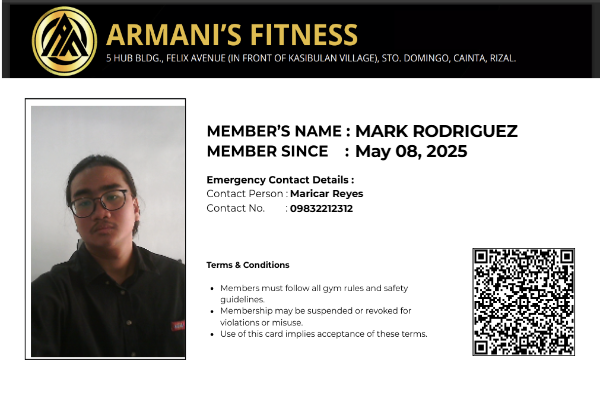 ARMANI'S FITNESS
5 HUB BLDG., FELIX AVENUE (IN FRONT OF KASIBULAN VILLAGE), STO. DOMINGO, CAINTA, RIZAL.
MEMBER'S NAME : MARK RODRIGUEZ
MEMBER SINCE : May 08, 2025
Emergency Contact Details :
Contact Person : Maricar Reyes
Contact No. : 09832212312
Terms & Conditions
• Members must follow all gym rules and safety
guidelines.
• Membership may be suspended or revoked for
violations or misuse.
• Use of this card implies acceptance of these terms.